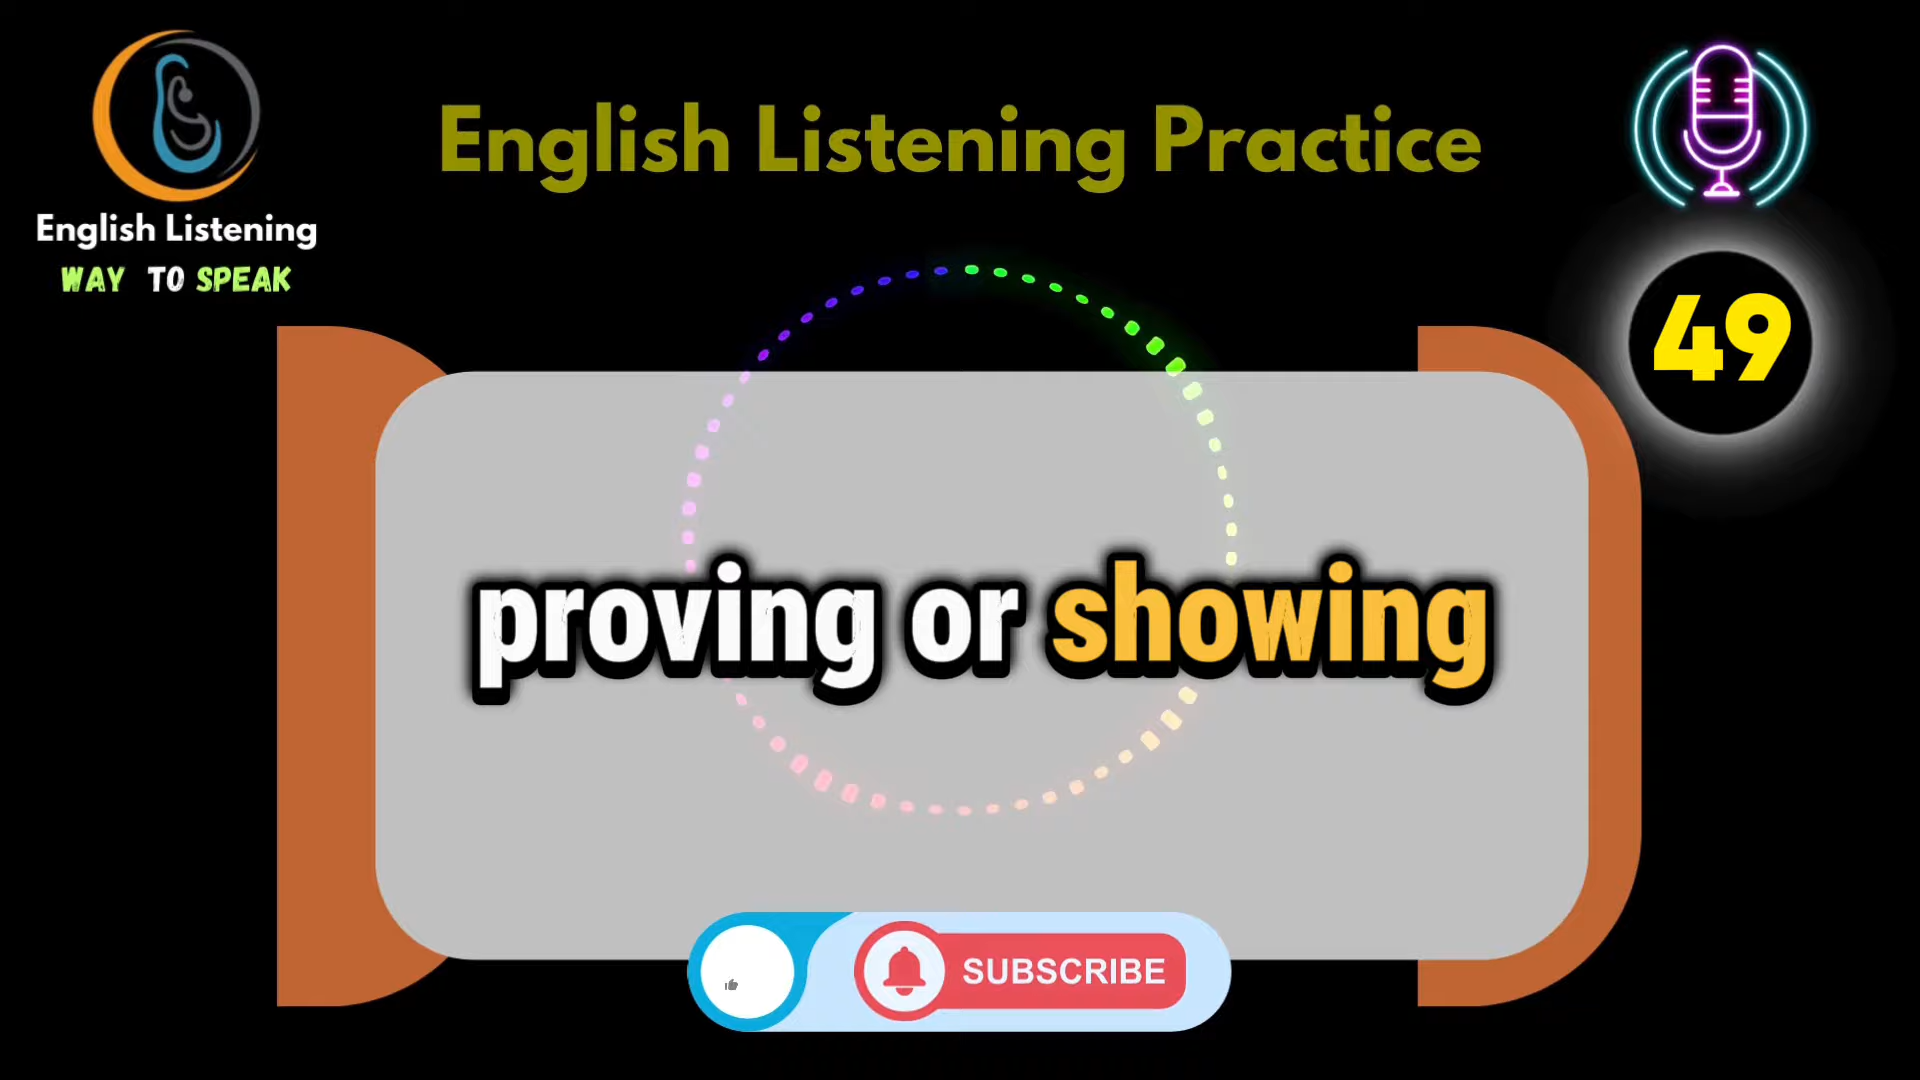 English Listening Practice
English Listening
WAY TO SPEAK
49
proving or showing
SUBSCRIBE